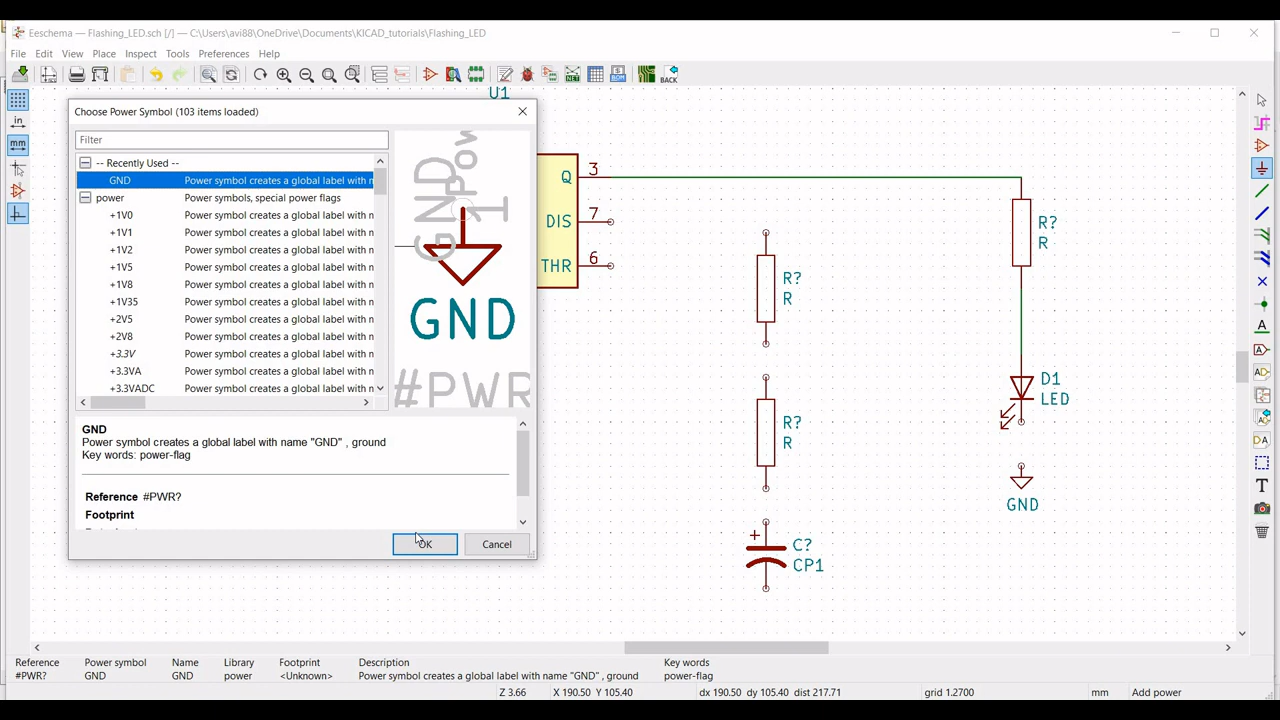 Eeschema — Flashing_LED.sch [/] — C:\Users\avi88\OneDrive\Documents\KICAD_tutorials\Flashing_LED
File Edit View Place Inspect Tools Preferences Help
BACK
in
mm
Choose Power Symbol (103 items loaded)
Filter
-- Recently Used --
GND Power symbol creates a global label with n
power Power symbols, special power flags
+1V0 Power symbol creates a global label with n
+1V1 Power symbol creates a global label with n
+1V2 Power symbol creates a global label with n
+1V5 Power symbol creates a global label with n
+1V8 Power symbol creates a global label with n
+1V35 Power symbol creates a global label with n
+2V5 Power symbol creates a global label with n
+2V8 Power symbol creates a global label with n
+3.3V Power symbol creates a global label with n
+3.3VA Power symbol creates a global label with n
+3.3VADC Power symbol creates a global label with n
GND
Pow
1
GND
#PWR
GND
Power symbol creates a global label with name "GND" , ground
Key words: power-flag
Reference #PWR?
Footprint
OK Cancel
U1
Q 3
DIS 7
THR 6
R?
R
R?
R
R?
R
C?
CP1
D1
LED
GND
Reference Power symbol Name Library Footprint Description Key words
#PWR? GND GND power <Unknown> Power symbol creates a global label with name "GND" , ground power-flag
Z 3.66 X 190.50 Y 105.40 dx 190.50 dy 105.40 dist 217.71 grid 1.2700 mm Add power